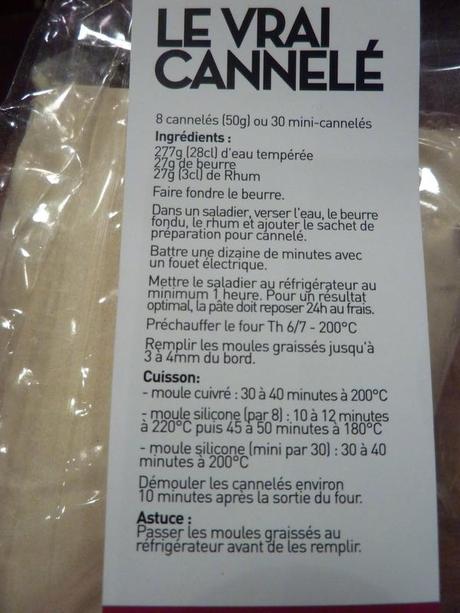 LE VRAI
CANNELÉ
8 cannelés (50g) ou 30 mini-cannelés
Ingrédients :
277g (28cl) d'eau tempérée
27g de beurre
27g (3cl) de Rhum
Faire fondre le beurre.
Dans un saladier, verser l'eau, le beurre
fondu, le rhum et ajouter le sachet de
préparation pour cannelé.
Battre une dizaine de minutes avec
un fouet électrique.
Mettre le saladier au réfrigérateur au
minimum 1 heure. Pour un résultat
optimal, la pâte doit reposer 24h au frais.
Préchauffer le four Th 6/7 - 200°C
Remplir les moules graissés jusqu'à
3 à 4mm du bord.
Cuisson:
- moule cuivré : 30 à 40 minutes à 200°C
- moule silicone (par 8) : 10 à 12 minutes
à 220°C puis 45 à 50 minutes à 180°C
- moule silicone (mini par 30) : 30 à 40
minutes à 200°C
Démouler les cannelés environ
10 minutes après la sortie du four.
Astuce :
Passer les moules graissés au
réfrigérateur avant de les remplir.